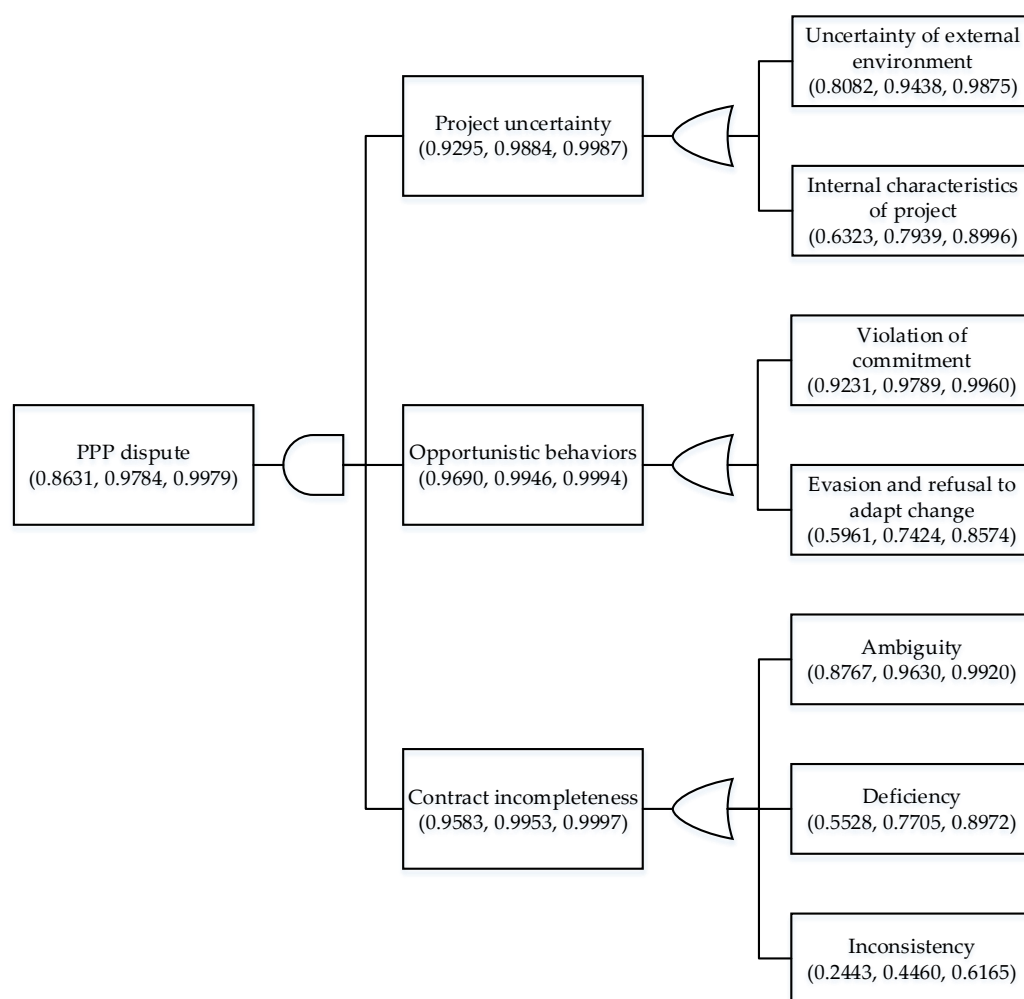 Uncertainty of external
environment
(0.8082, 0.9438, 0.9875)
Project uncertainty
(0.9295, 0.9884, 0.9987)
Internal characteristics
of project
(0.6323, 0.7939, 0.8996)
Violation of
commitment
(0.9231, 0.9789, 0.9960)
PPP dispute
(0.8631, 0.9784, 0.9979)
Opportunistic behaviors
(0.9690, 0.9946, 0.9994)
Evasion and refusal to
adapt change
(0.5961, 0.7424, 0.8574)
Ambiguity
(0.8767, 0.9630, 0.9920)
Contract incompleteness
(0.9583, 0.9953, 0.9997)
Deficiency
(0.5528, 0.7705, 0.8972)
Inconsistency
(0.2443, 0.4460, 0.6165)